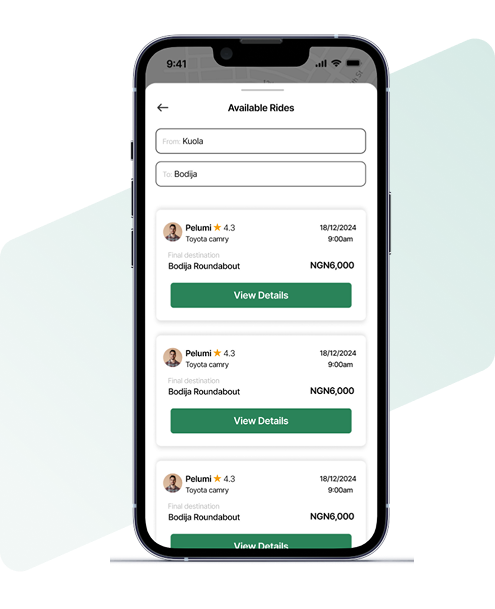 9:41
Available Rides
From: Kuola
To: Bodija
Pelumi ★ 4.3 18/12/2024
Toyota camry 9:00am
Final destination
Bodija Roundabout NGN6,000
View Details
Pelumi ★ 4.3 18/12/2024
Toyota camry 9:00am
Final destination
Bodija Roundabout NGN6,000
View Details
Pelumi ★ 4.3 18/12/2024
Toyota camry 9:00am
Final destination
Bodija Roundabout NGN6,000
View Details